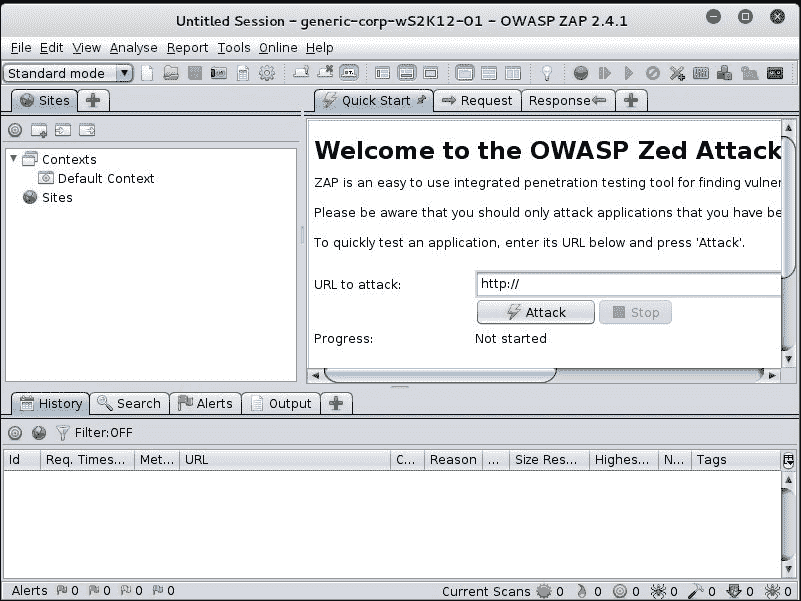 Untitled Session – generic-corp-wS2K12-O1 – OWASP ZAP 2.4.1
File Edit View Analyse Report Tools Online Help
Standard mode
Sites
Quick Start Request Response
Contexts
Default Context
Sites
Welcome to the OWASP Zed Attack
ZAP is an easy to use integrated penetration testing tool for finding vulner
Please be aware that you should only attack applications that you have be
To quickly test an application, enter its URL below and press 'Attack'.
URL to attack: http://
Attack Stop
Progress: Not started
History Search Alerts Output
Filter:OFF
Id Req. Times... Met... URL C... Reason ... Size Res... Highes... N... Tags
Alerts 0 0 0 0 Current Scans 0 0 0 0 0 0 0